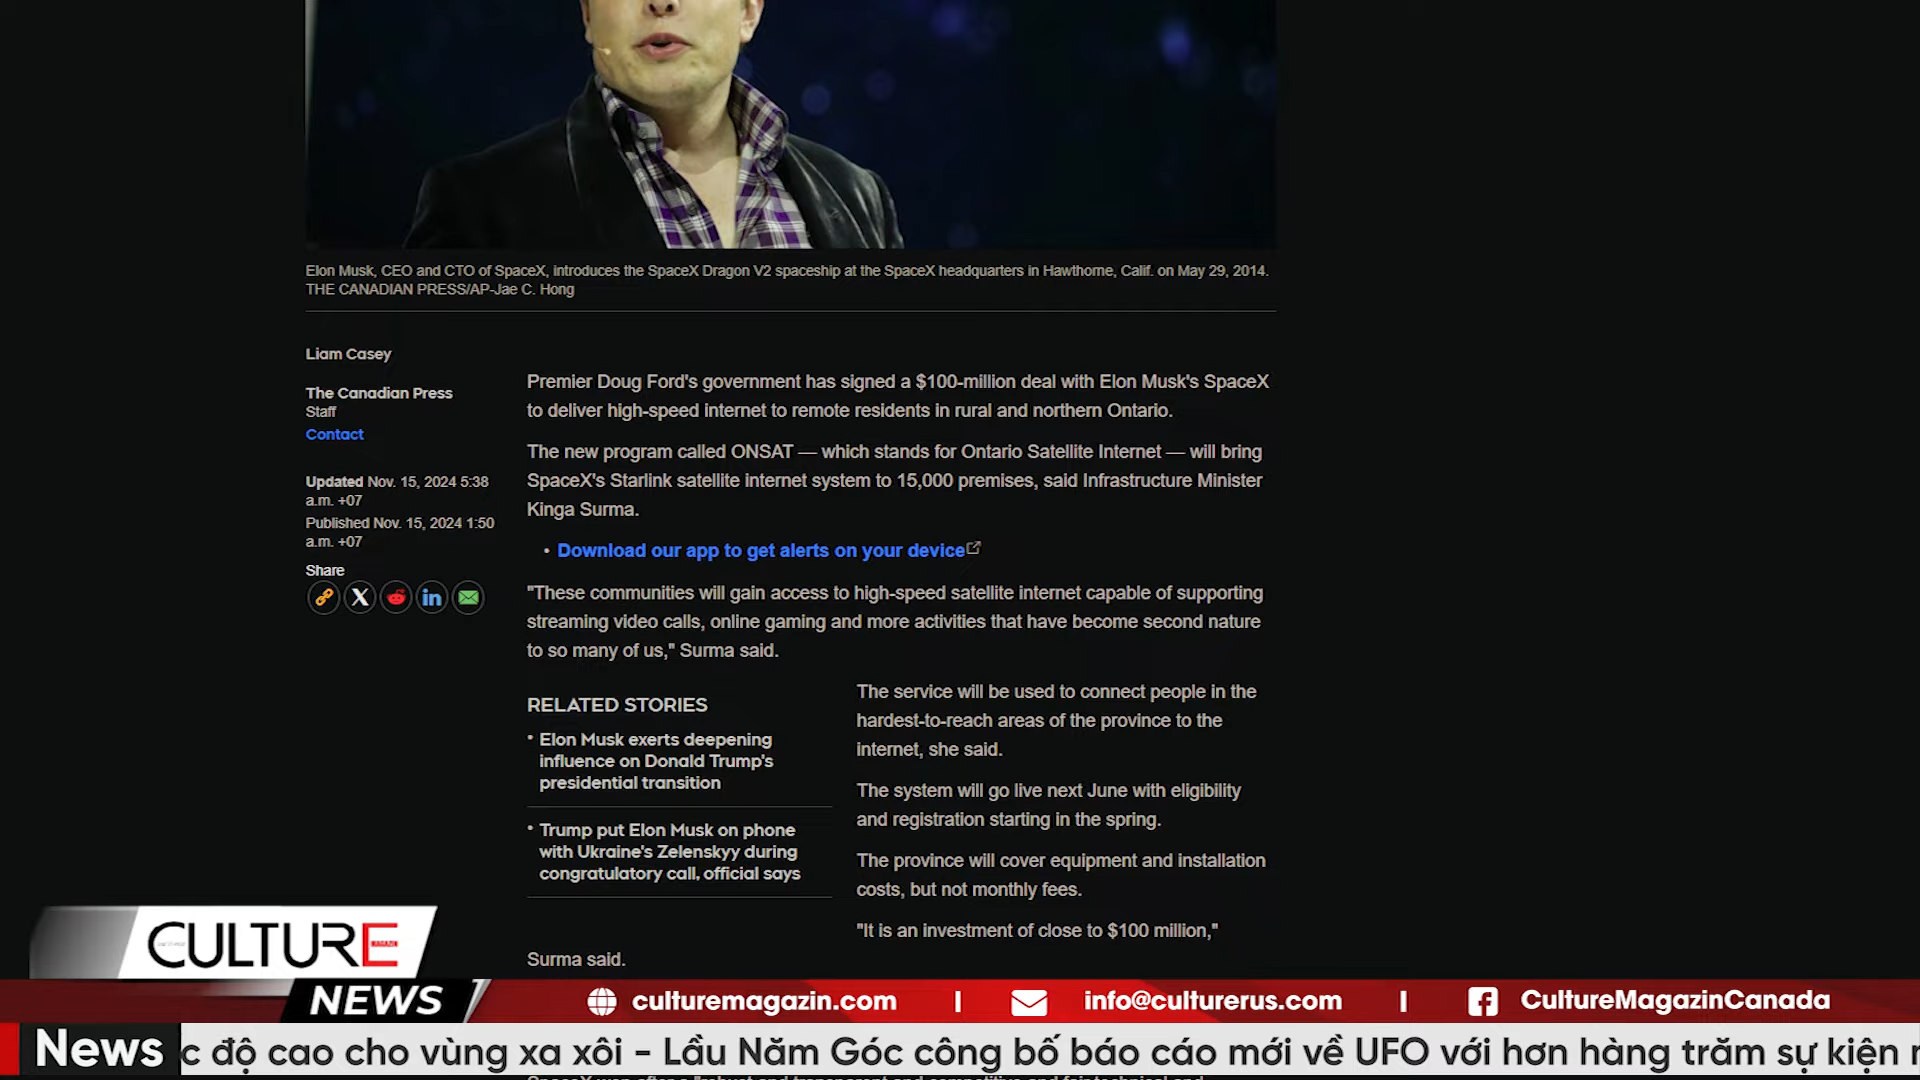 Elon Musk, CEO and CTO of SpaceX, introduces the SpaceX Dragon V2 spaceship at the SpaceX headquarters in Hawthorne, Calif. on May 29, 2014.
THE CANADIAN PRESS/AP-Jae C. Hong
Liam Casey
The Canadian Press
Staff
Contact
Updated Nov. 15, 2024 5:38
a.m. +07
Published Nov. 15, 2024 1:50
a.m. +07
Share
Premier Doug Ford's government has signed a $100-million deal with Elon Musk's SpaceX
to deliver high-speed internet to remote residents in rural and northern Ontario.
The new program called ONSAT — which stands for Ontario Satellite Internet — will bring
SpaceX's Starlink satellite internet system to 15,000 premises, said Infrastructure Minister
Kinga Surma.
• Download our app to get alerts on your device
"These communities will gain access to high-speed satellite internet capable of supporting
streaming video calls, online gaming and more activities that have become second nature
to so many of us," Surma said.
RELATED STORIES
• Elon Musk exerts deepening
influence on Donald Trump's
presidential transition
• Trump put Elon Musk on phone
with Ukraine's Zelenskyy during
congratulatory call, official says
The service will be used to connect people in the
hardest-to-reach areas of the province to the
internet, she said.
The system will go live next June with eligibility
and registration starting in the spring.
The province will cover equipment and installation
costs, but not monthly fees.
"It is an investment of close to $100 million,"
Surma said.
CULTURE
MAGAZIN
NEWS
culturemagazin.com | info@culturerus.com | CultureMagazinCanada
News
c độ cao cho vùng xa xôi - Lầu Năm Góc công bố báo cáo mới về UFO với hơn hàng trăm sự kiện